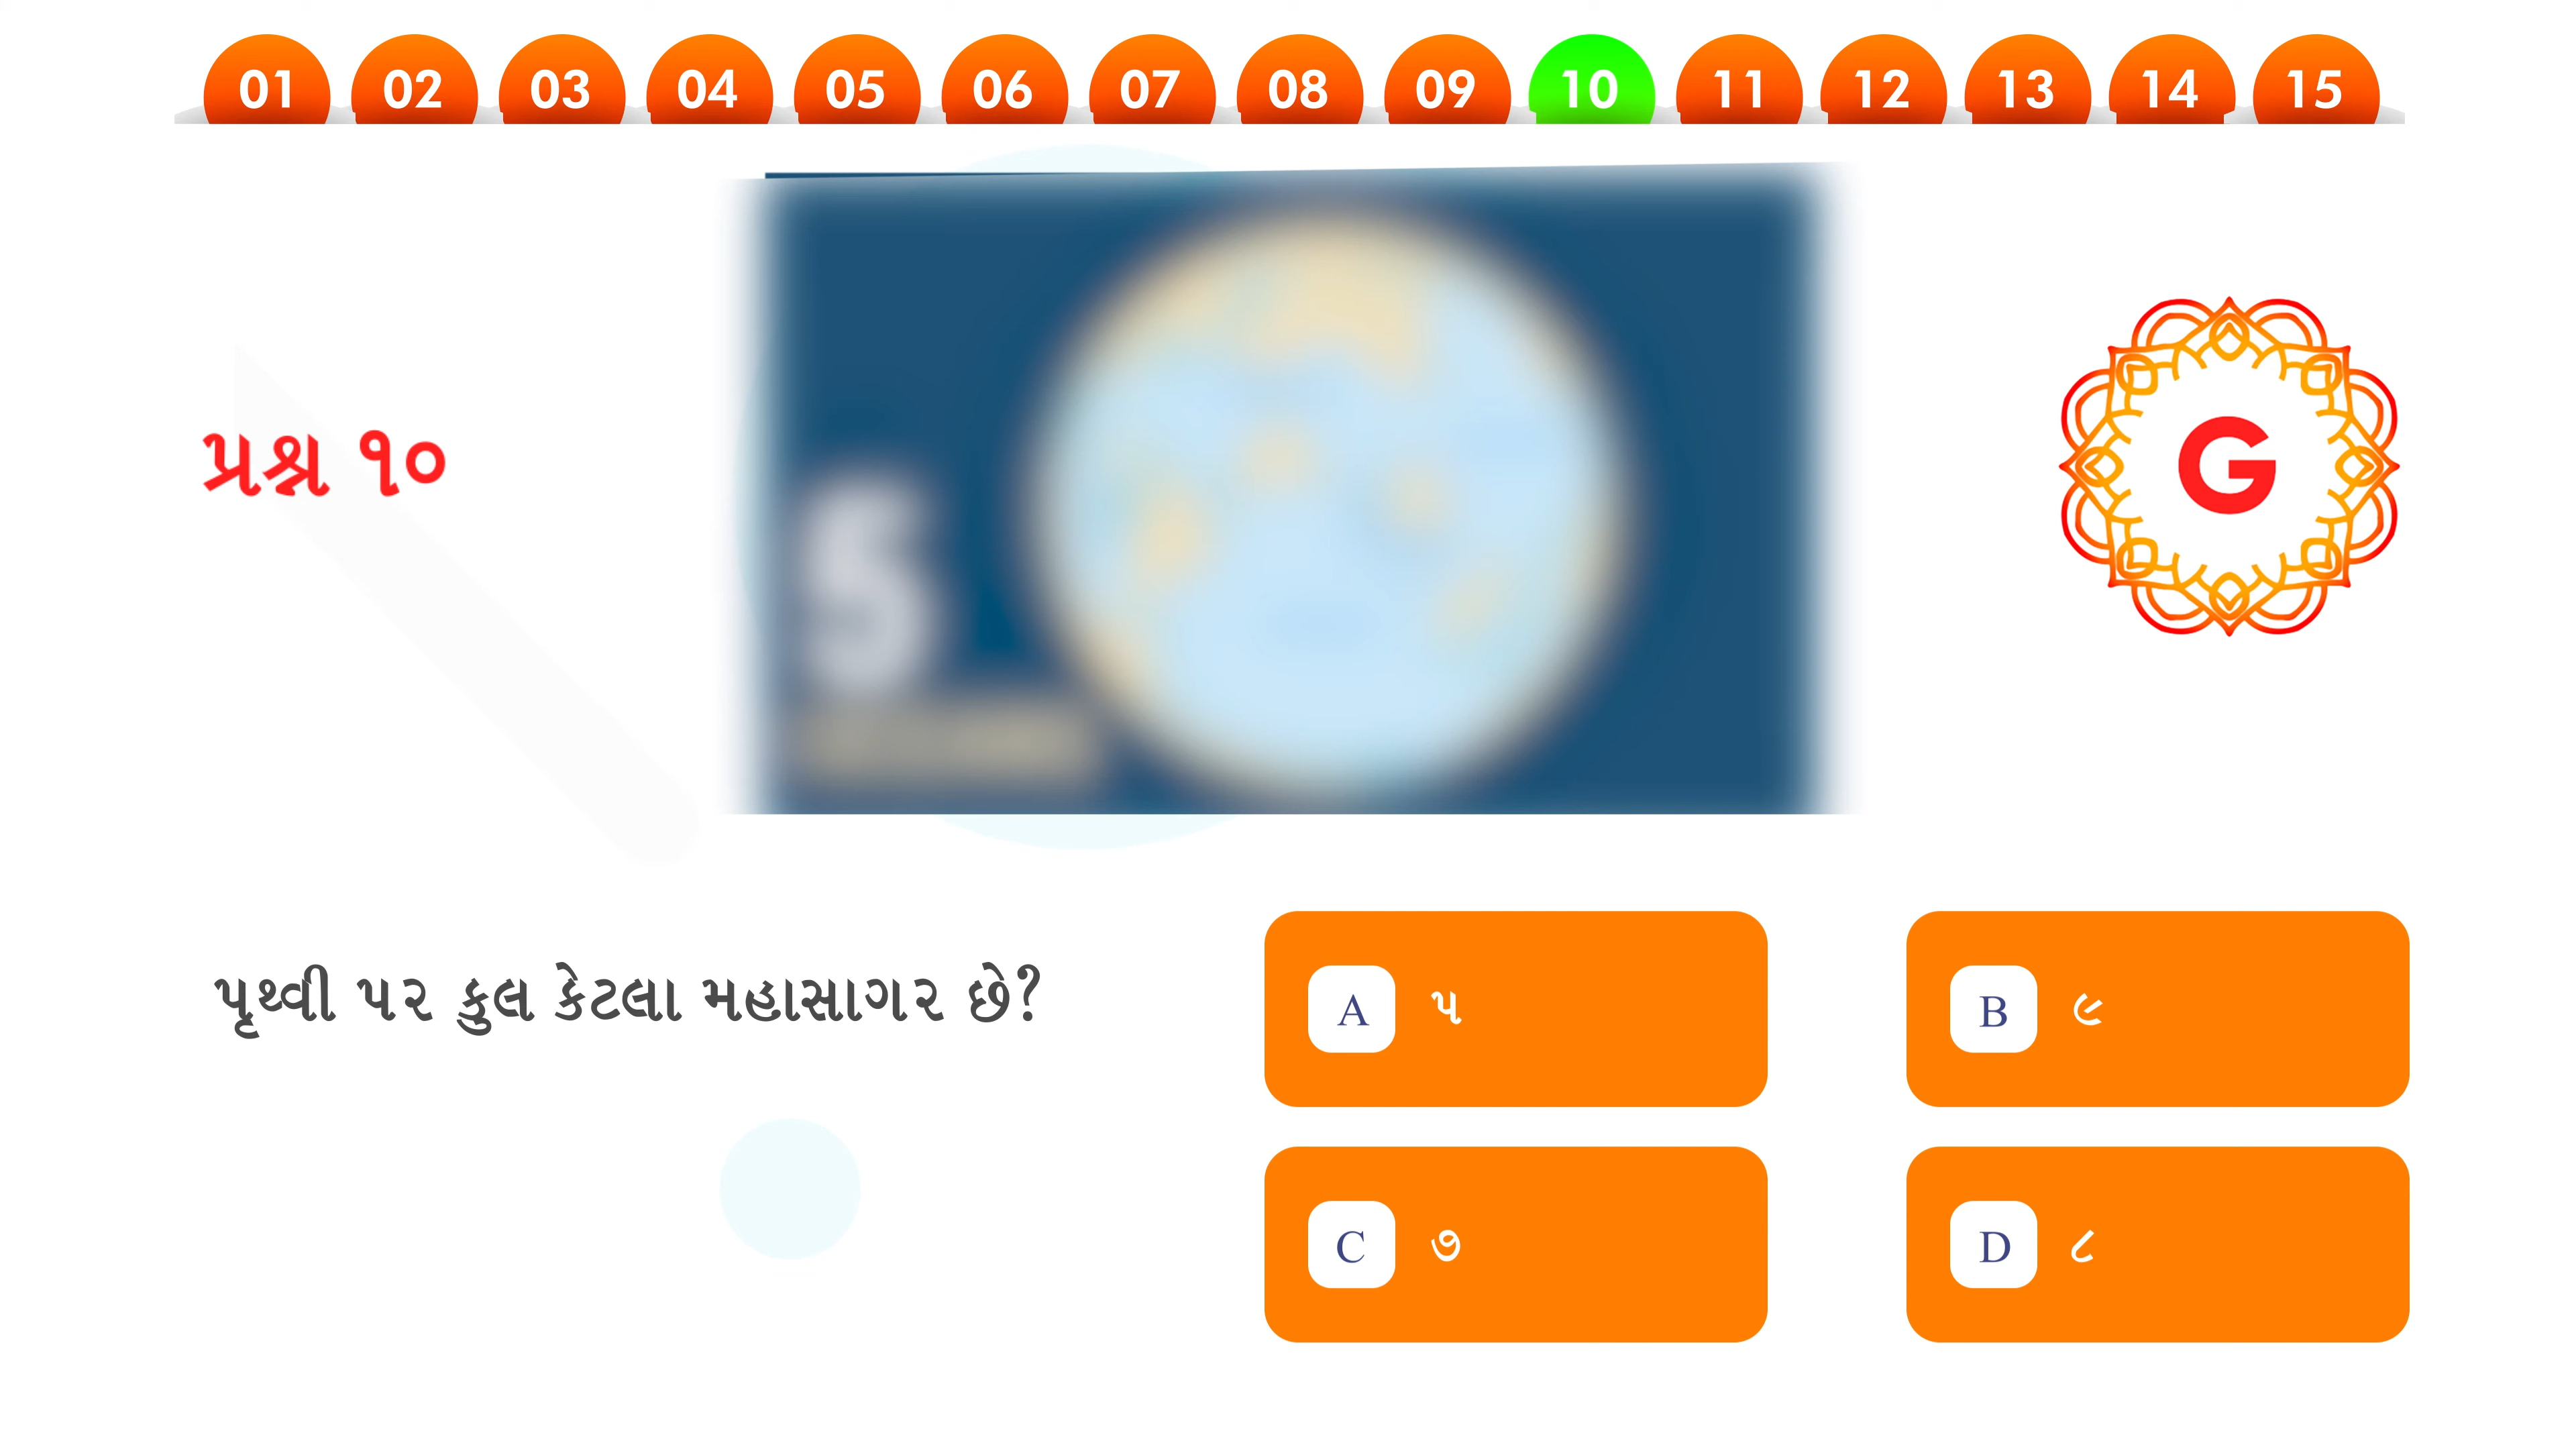 01 02 03 04 05 06 07 08 09 10 11 12 13 14 15
પ્રશ્ન ૧૦
G
પૃથ્વી પર કુલ કેટલા મહાસાગર છે?
A ૫
B ૯
C ૭
D ૮